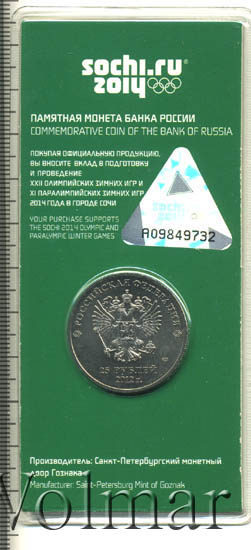 sochi.ru
2014
ПАМЯТНАЯ МОНЕТА БАНКА РОССИИ
COMMEMORATIVE COIN OF THE BANK OF RUSSIA
ПОКУПАЯ ОФИЦИАЛЬНУЮ ПРОДУКЦИЮ,
ВЫ ВНОСИТЕ ВКЛАД В ПОДГОТОВКУ
И ПРОВЕДЕНИЕ
XXII ОЛИМПИЙСКИХ ЗИМНИХ ИГР И
XI ПАРАЛИМПИЙСКИХ ЗИМНИХ ИГР
2014 ГОДА В ГОРОДЕ СОЧИ
YOUR PURCHASE SUPPORTS
THE SOCHI 2014 OLYMPIC AND
PARALYMPIC WINTER GAMES
A09849732
РОССИЙСКАЯ ФЕДЕРАЦИЯ
25 РУБЛЕЙ
2012 г.
Производитель: Санкт-Петербургский монетный
двор Гознака
Manufacturer: Saint-Petersburg Mint of Goznak
Volmar